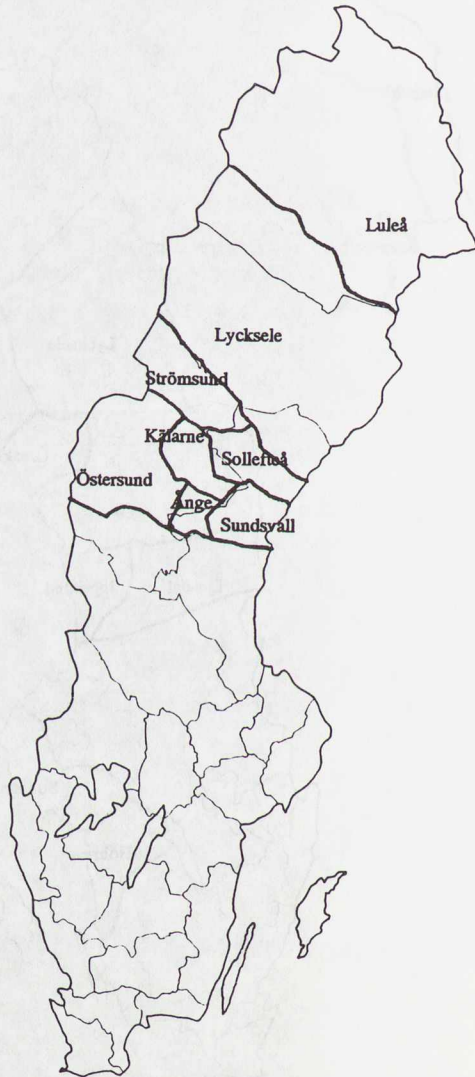 Luleå
Lycksele
Strömsund
Kälarne
Sollefteå
Östersund
Ånge
Sundsvall